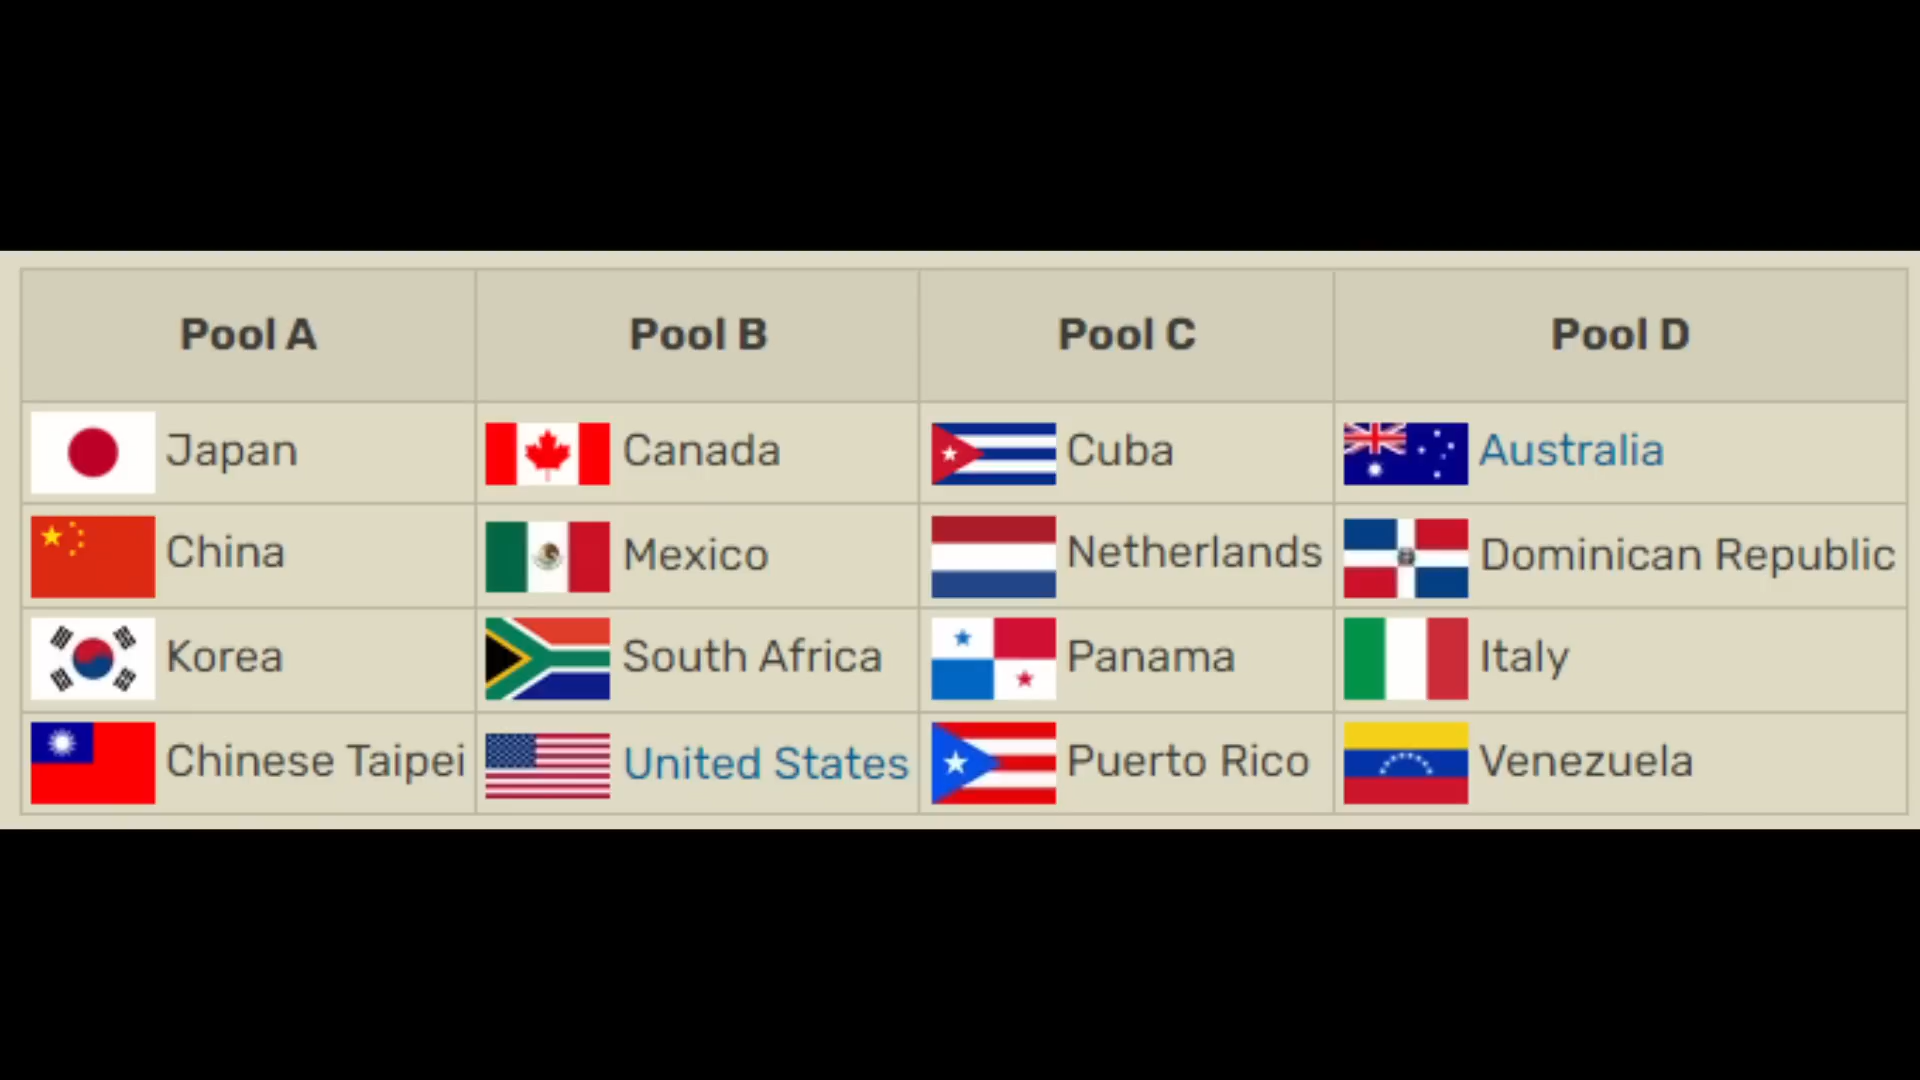 Pool A Pool B Pool C Pool D
Japan Canada Cuba Australia
China Mexico Netherlands Dominican Republic
Korea South Africa Panama Italy
Chinese Taipei United States Puerto Rico Venezuela